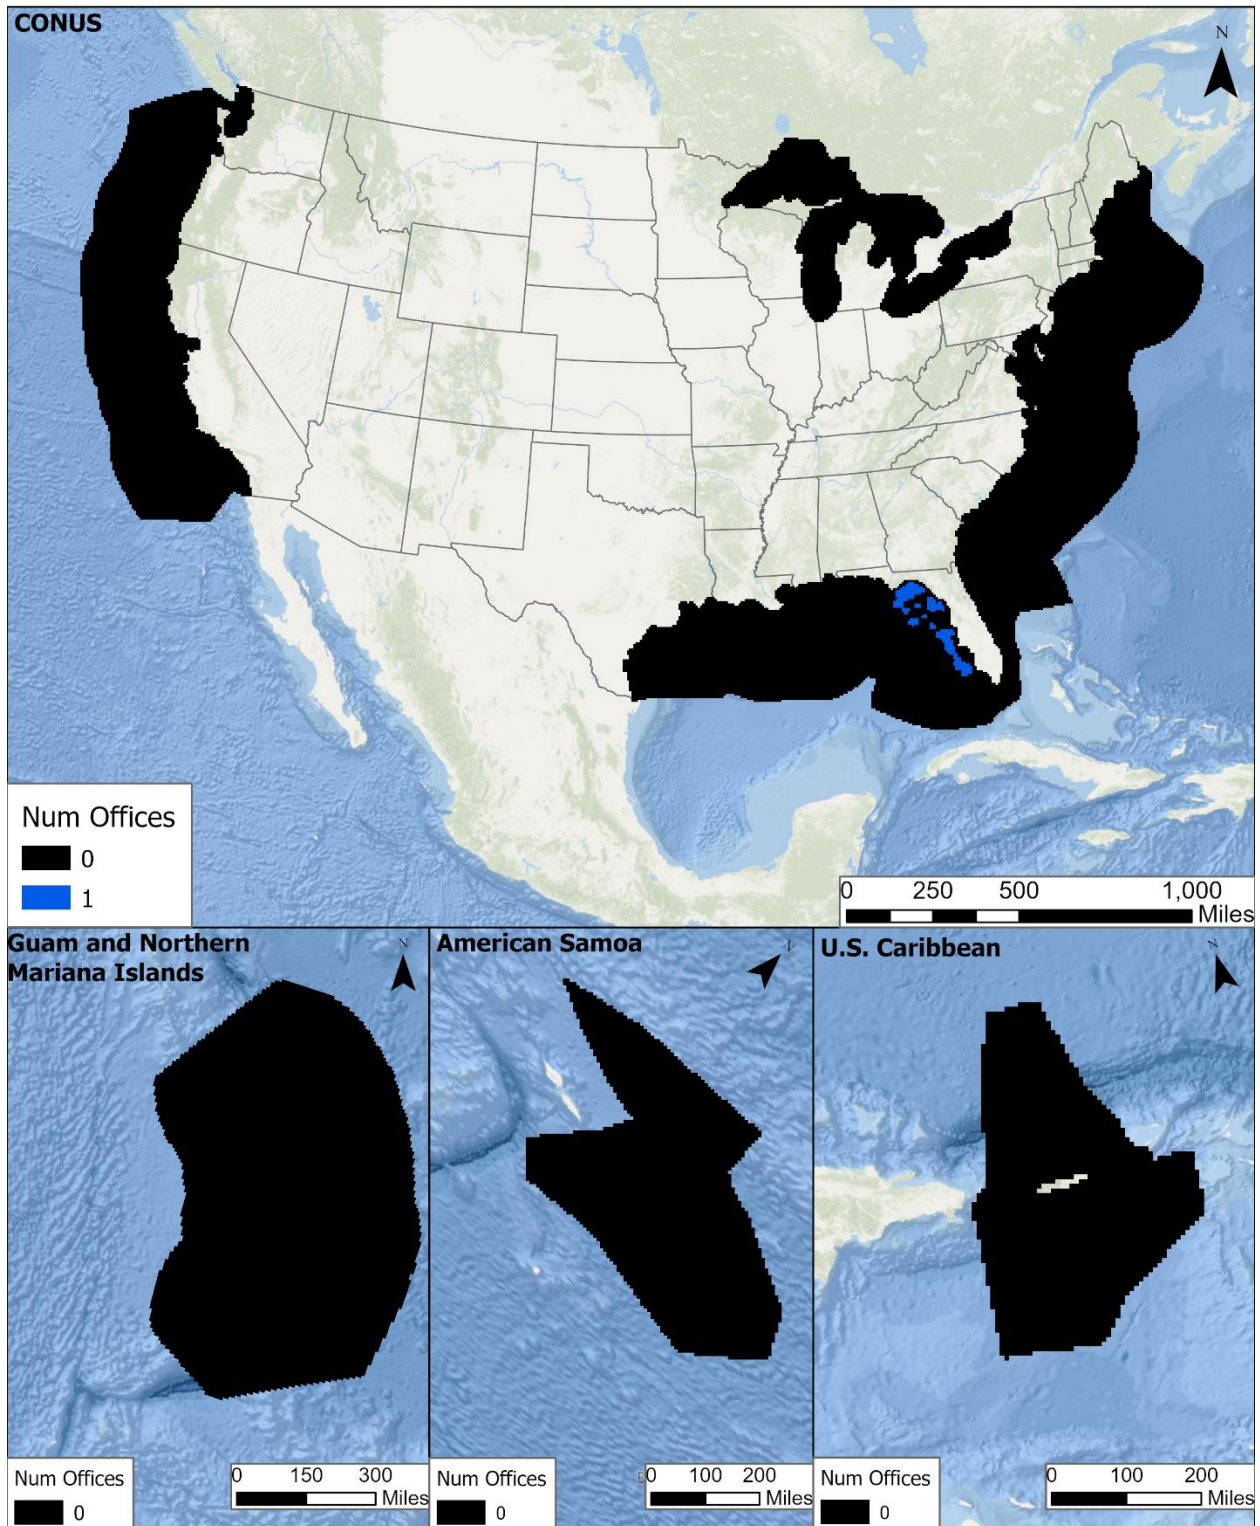 CONUS
N
Num Offices
0
1
0 250 500 1,000
Miles
Guam and Northern
Mariana Islands
N
Num Offices
0
0 150 300
Miles
American Samoa
N
Num Offices
0
0 100 200
Miles
U.S. Caribbean
N
Num Offices
0
0 100 200
Miles